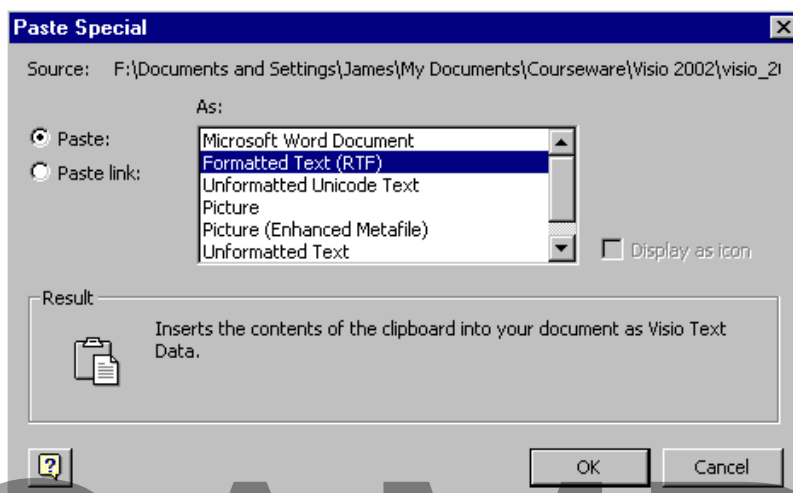 Paste Special
Source: F:\Documents and Settings\James\My Documents\Courseware\Visio 2002\visio_2
As:
Paste:
Paste link:
Microsoft Word Document
Formatted Text (RTF)
Unformatted Unicode Text
Picture
Picture (Enhanced Metafile)
Unformatted Text
Display as icon
Result
Inserts the contents of the clipboard into your document as Visio Text
Data.
OK
Cancel